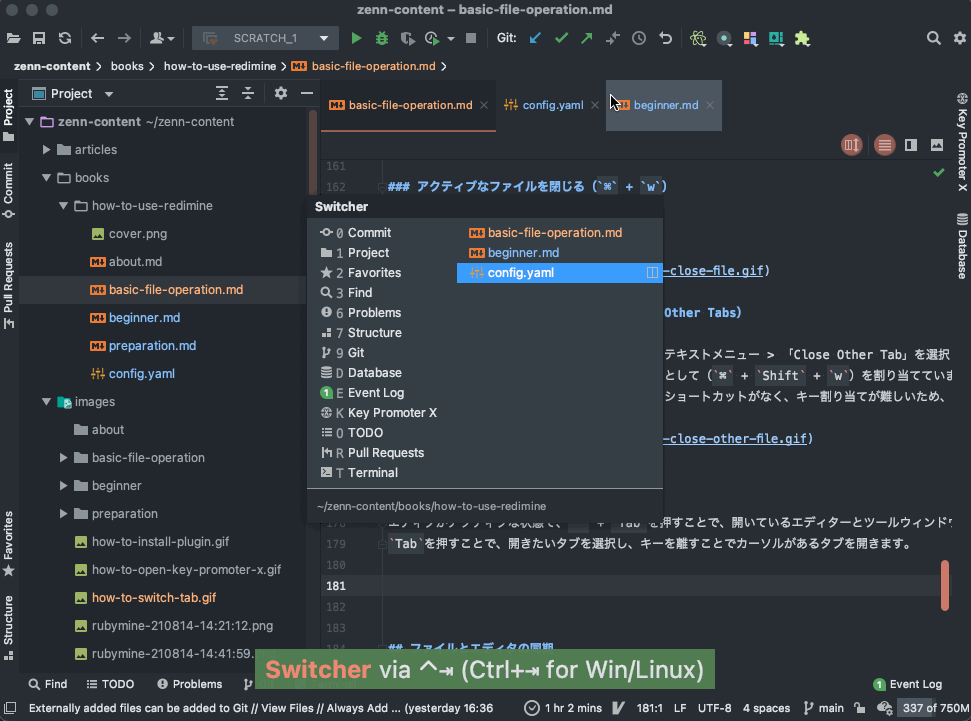 zenn-content – basic-file-operation.md
SCRATCH_1
Git:
zenn-content
books
how-to-use-redimine
basic-file-operation.md
Project
basic-file-operation.md
config.yaml
beginner.md
zenn-content ~/zenn-content
articles
books
how-to-use-redimine
cover.png
about.md
basic-file-operation.md
beginner.md
preparation.md
config.yaml
images
about
basic-file-operation
beginner
preparation
how-to-install-plugin.gif
how-to-open-key-promoter-x.gif
how-to-switch-tab.gif
rubymine-210814-14:21:12.png
rubymine-210814-14:41:59.
Project
Commit
Pull Requests
Favorites
Structure
Key Promoter X
Database
161
162 ### アクティブなファイルを閉じる (`⌘` + `w`)
Switcher
0 Commit
1 Project
2 Favorites
3 Find
6 Problems
7 Structure
9 Git
D Database
E Event Log
K Key Promoter X
O TODO
R Pull Requests
T Terminal
basic-file-operation.md
beginner.md
config.yaml
~/zenn-content/books/how-to-use-redimine
-close-file.gif)
Other Tabs)
テキストメニュー > 「Close Other Tab」を選択
として (`⌘` + `Shift` + `w`) を割り当てていま
ショートカットがなく、キー割り当てが難しいため、
-close-other-file.gif)
を押すことで、開いているエディターとツールウィンドウ
179 `Tab`を押すことで、開きたいタブを選択し、キーを離すことでカーソルがあるタブを開きます。
180
181
182
183
184 ## ファイルとエディタの同期
Switcher via ⌃⇥ (Ctrl+⇥ for Win/Linux)
Find
TODO
Problems
1 Event Log
Externally added files can be added to Git // View Files // Always Add ... (yesterday 16:36
1 hr 2 mins
181:1
LF
UTF-8
4 spaces
main
337 of 750M